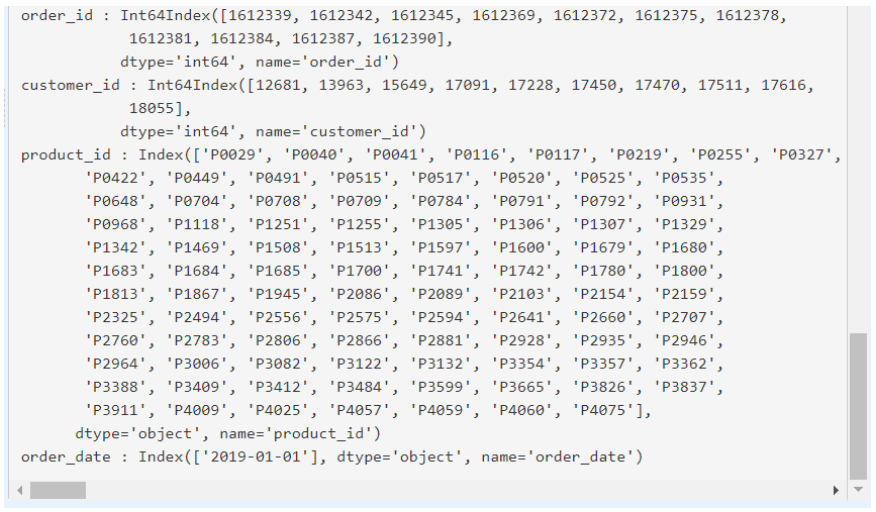 order_id : Int64Index([1612339, 1612342, 1612345, 1612369, 1612372, 1612375, 1612378,
1612381, 1612384, 1612387, 1612390],
dtype='int64', name='order_id')
customer_id : Int64Index([12681, 13963, 15649, 17091, 17228, 17450, 17470, 17511, 17616,
18055],
dtype='int64', name='customer_id')
product_id : Index(['P0029', 'P0040', 'P0041', 'P0116', 'P0117', 'P0219', 'P0255', 'P0327',
'P0422', 'P0449', 'P0491', 'P0515', 'P0517', 'P0520', 'P0525', 'P0535',
'P0648', 'P0704', 'P0708', 'P0709', 'P0784', 'P0791', 'P0792', 'P0931',
'P0968', 'P1118', 'P1251', 'P1255', 'P1305', 'P1306', 'P1307', 'P1329',
'P1342', 'P1469', 'P1508', 'P1513', 'P1597', 'P1600', 'P1679', 'P1680',
'P1683', 'P1684', 'P1685', 'P1700', 'P1741', 'P1742', 'P1780', 'P1800',
'P1813', 'P1867', 'P1945', 'P2086', 'P2089', 'P2103', 'P2154', 'P2159',
'P2325', 'P2494', 'P2556', 'P2575', 'P2594', 'P2641', 'P2660', 'P2707',
'P2760', 'P2783', 'P2806', 'P2866', 'P2881', 'P2928', 'P2935', 'P2946',
'P2964', 'P3006', 'P3082', 'P3122', 'P3132', 'P3354', 'P3357', 'P3362',
'P3388', 'P3409', 'P3412', 'P3484', 'P3599', 'P3665', 'P3826', 'P3837',
'P3911', 'P4009', 'P4025', 'P4057', 'P4059', 'P4060', 'P4075'],
dtype='object', name='product_id')
order_date : Index(['2019-01-01'], dtype='object', name='order_date')